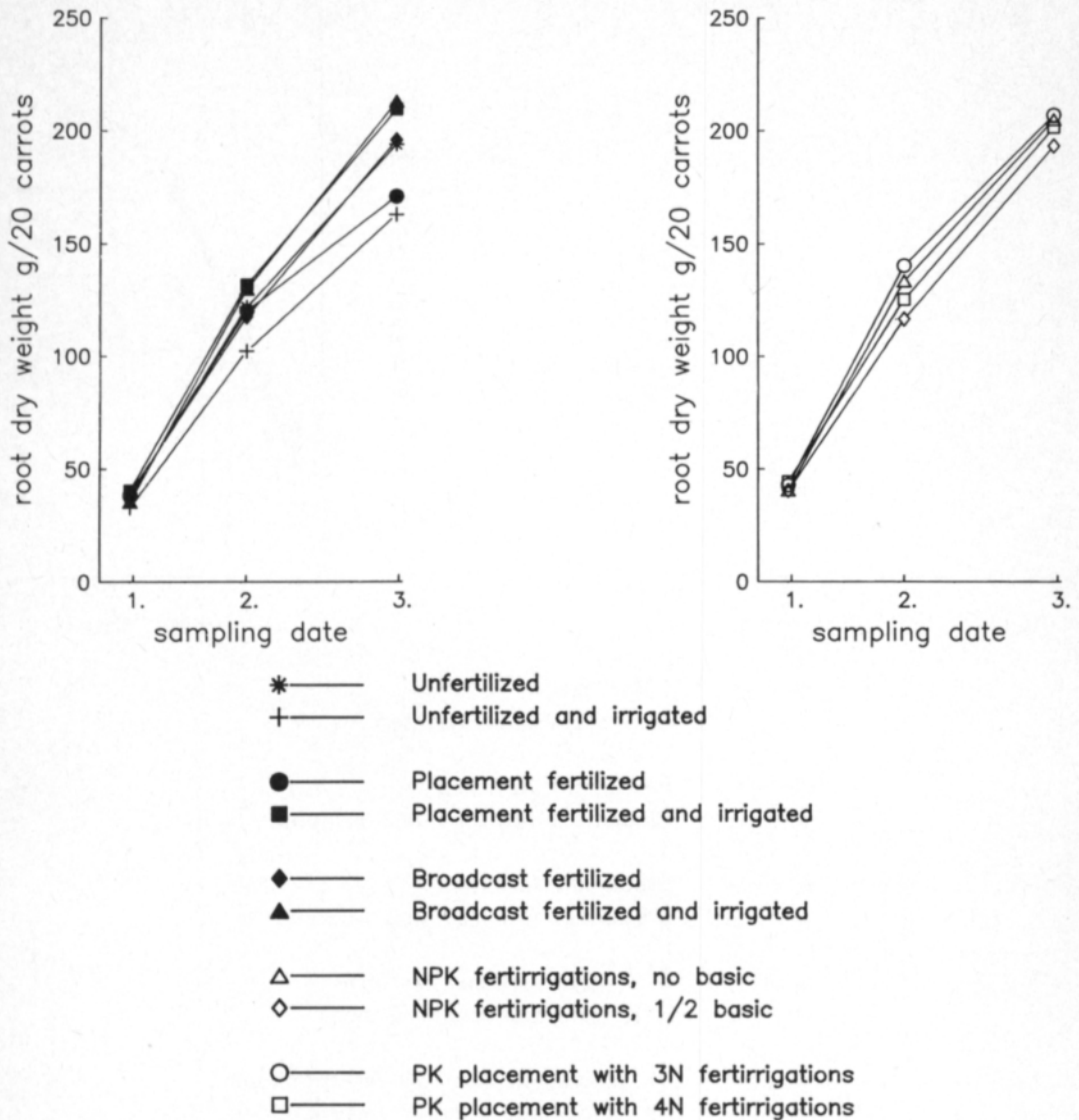 250
200
150
100
50
0
root dry weight g/20 carrots
1. 2. 3.
sampling date
250
200
150
100
50
0
root dry weight g/20 carrots
1. 2. 3.
sampling date
Unfertilized
Unfertilized and irrigated
Placement fertilized
Placement fertilized and irrigated
Broadcast fertilized
Broadcast fertilized and irrigated
NPK fertirrigations, no basic
NPK fertirrigations, 1/2 basic
PK placement with 3N fertirrigations
PK placement with 4N fertirrigations